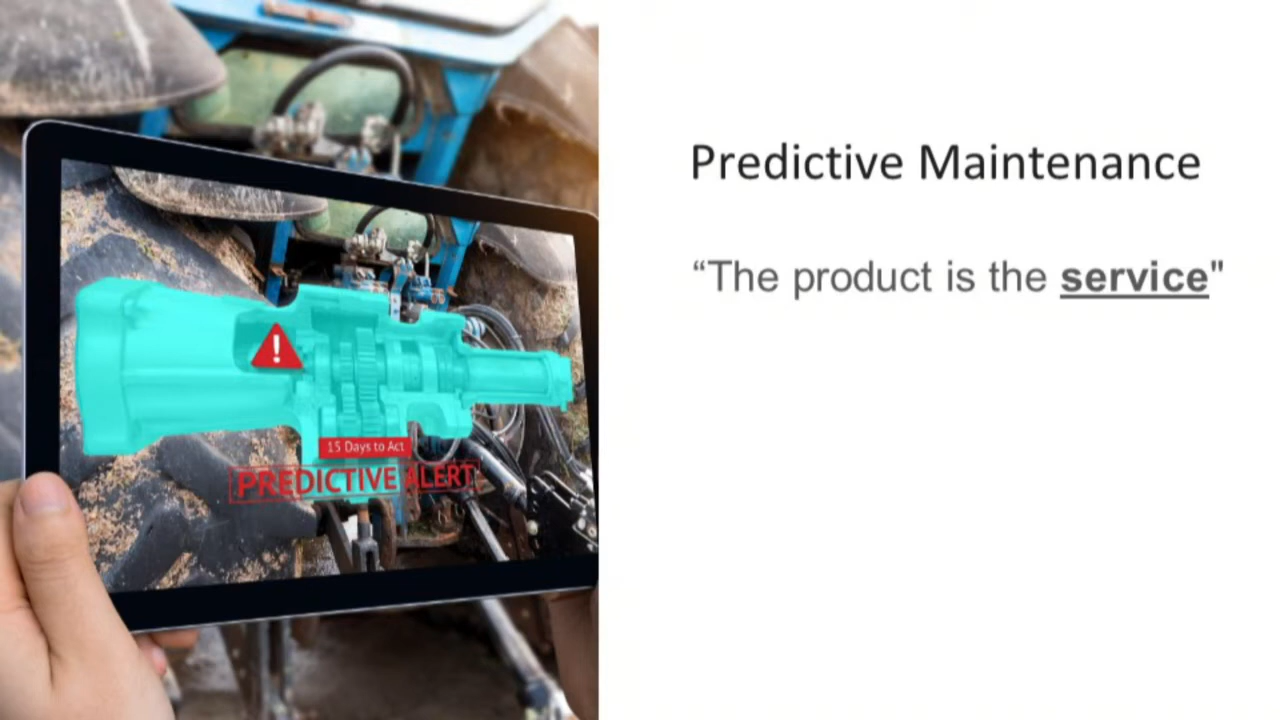 Predictive Maintenance
“The product is the service"
!
15 Days to Act
PREDICTIVE ALERT